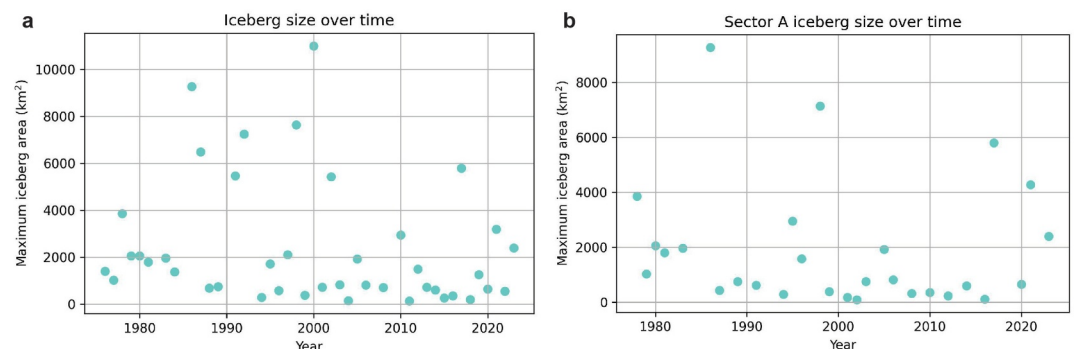 a
Iceberg size over time
Maximum iceberg area (km²)
10000
8000
6000
4000
2000
0
1980
1990
2000
2010
2020
Year
b
Sector A iceberg size over time
Maximum iceberg area (km²)
8000
6000
4000
2000
0
1980
1990
2000
2010
2020
Year